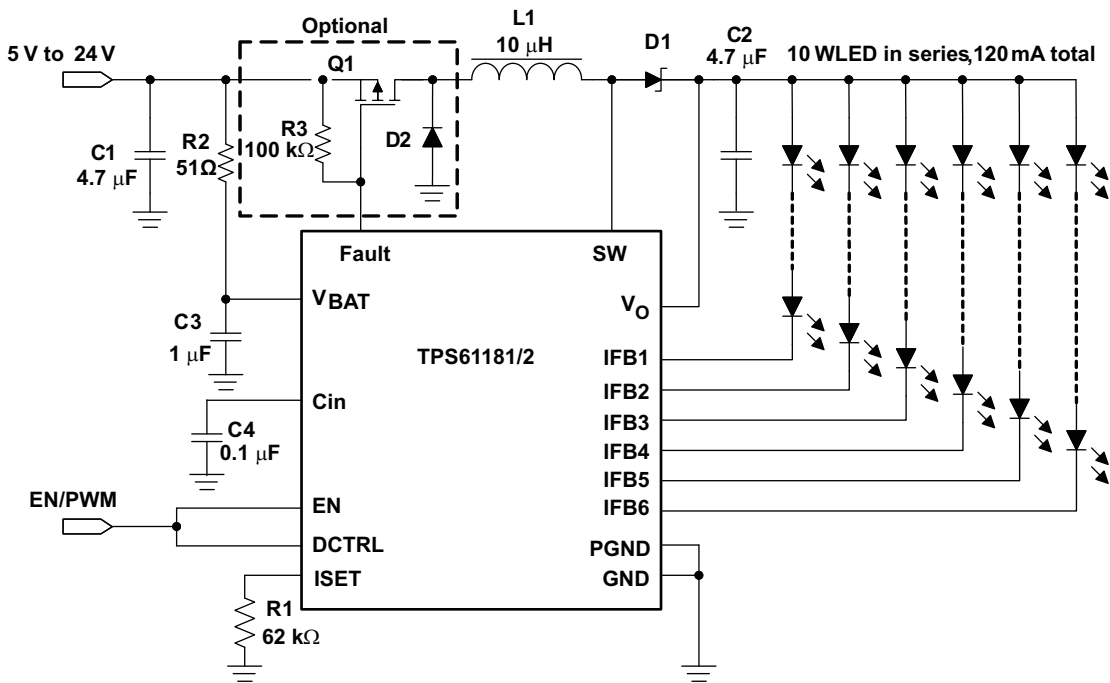 Optional
L1
10 μH
5 V to 24 V
Q1
D1
C2
4.7 μF
10 WLED in series,120 mA total
R2
51Ω
R3
100 kΩ
D2
C1
4.7 μF
Fault
SW
VBAT
VO
C3
1 μF
TPS61181/2
IFB1
IFB2
Cin
IFB3
C4
0.1 μF
IFB4
IFB5
EN/PWM
EN
IFB6
DCTRL
PGND
ISET
GND
R1
62 kΩ